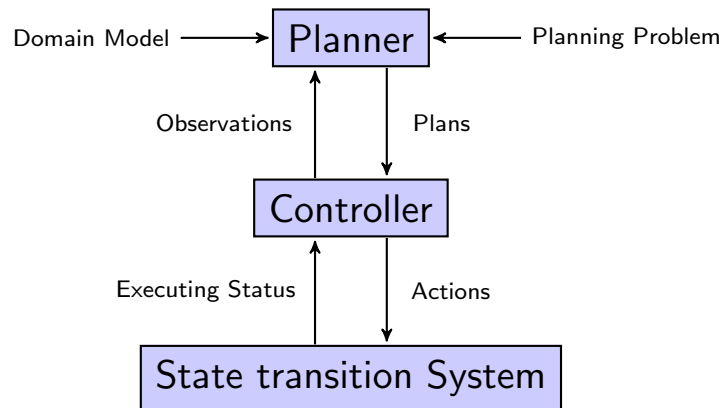 Domain Model
Planner
Planning Problem
Observations
Plans
Controller
Executing Status
Actions
State transition System